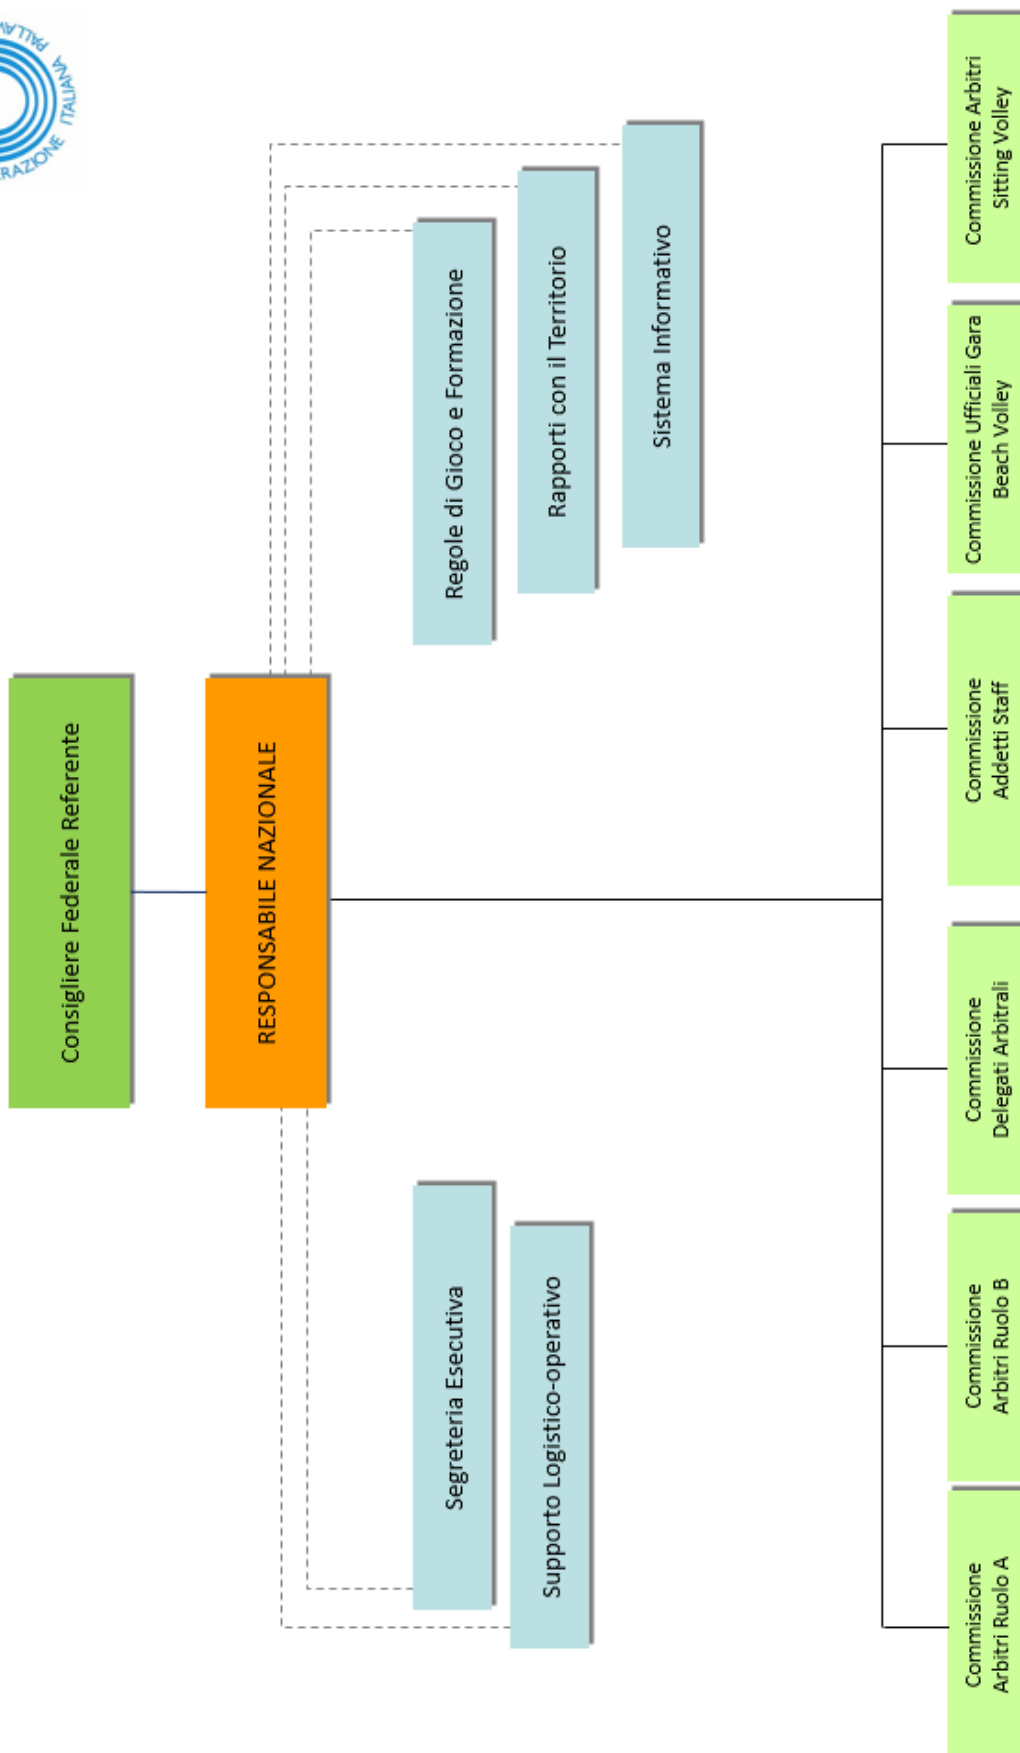 ITALIANA
Consigliere Federale Referente
RESPONSABILE NAZIONALE
Segreteria Esecutiva
Supporto Logistico-operativo
Regole di Gioco e Formazione
Rapporti con il Territorio
Sistema Informativo
Commissione
Arbitri Ruolo A
Commissione
Arbitri Ruolo B
Commissione
Delegati Arbitrali
Commissione
Addetti Staff
Commissione Ufficiali Gara
Beach Volley
Commissione Arbitri
Sitting Volley